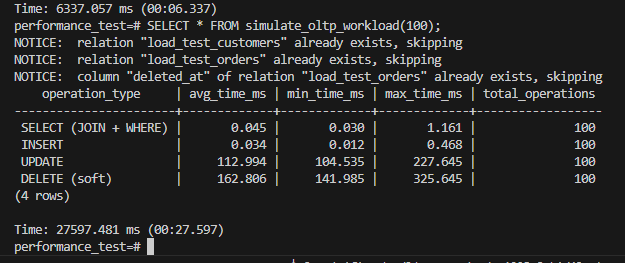 Time: 6337.057 ms (00:06.337)
performance_test=# SELECT * FROM simulate_oltp_workload(100);
NOTICE:  relation "load_test_customers" already exists, skipping
NOTICE:  relation "load_test_orders" already exists, skipping
NOTICE:  column "deleted_at" of relation "load_test_orders" already exists, skipping
    operation_type     | avg_time_ms | min_time_ms | max_time_ms | total_operations
-----------------------+-------------+-------------+-------------+------------------
 SELECT (JOIN + WHERE) |       0.045 |       0.030 |       1.161 |              100
 INSERT                |       0.034 |       0.012 |       0.468 |              100
 UPDATE                |     112.994 |     104.535 |     227.645 |              100
 DELETE (soft)         |     162.806 |     141.985 |     325.645 |              100
(4 rows)
Time: 27597.481 ms (00:27.597)
performance_test=#